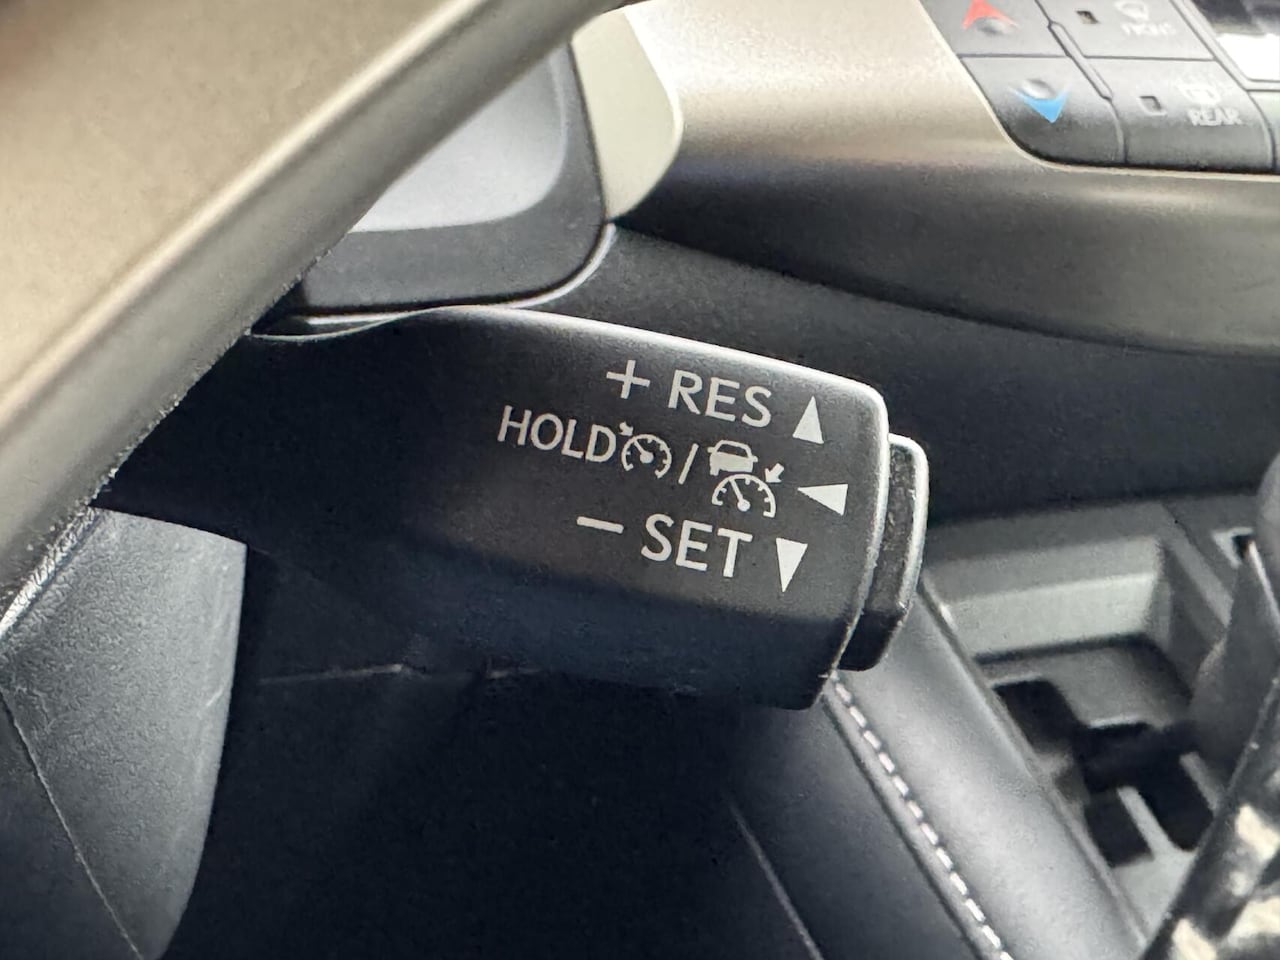 FRONT
REAR
+ RES
HOLD /
− SET